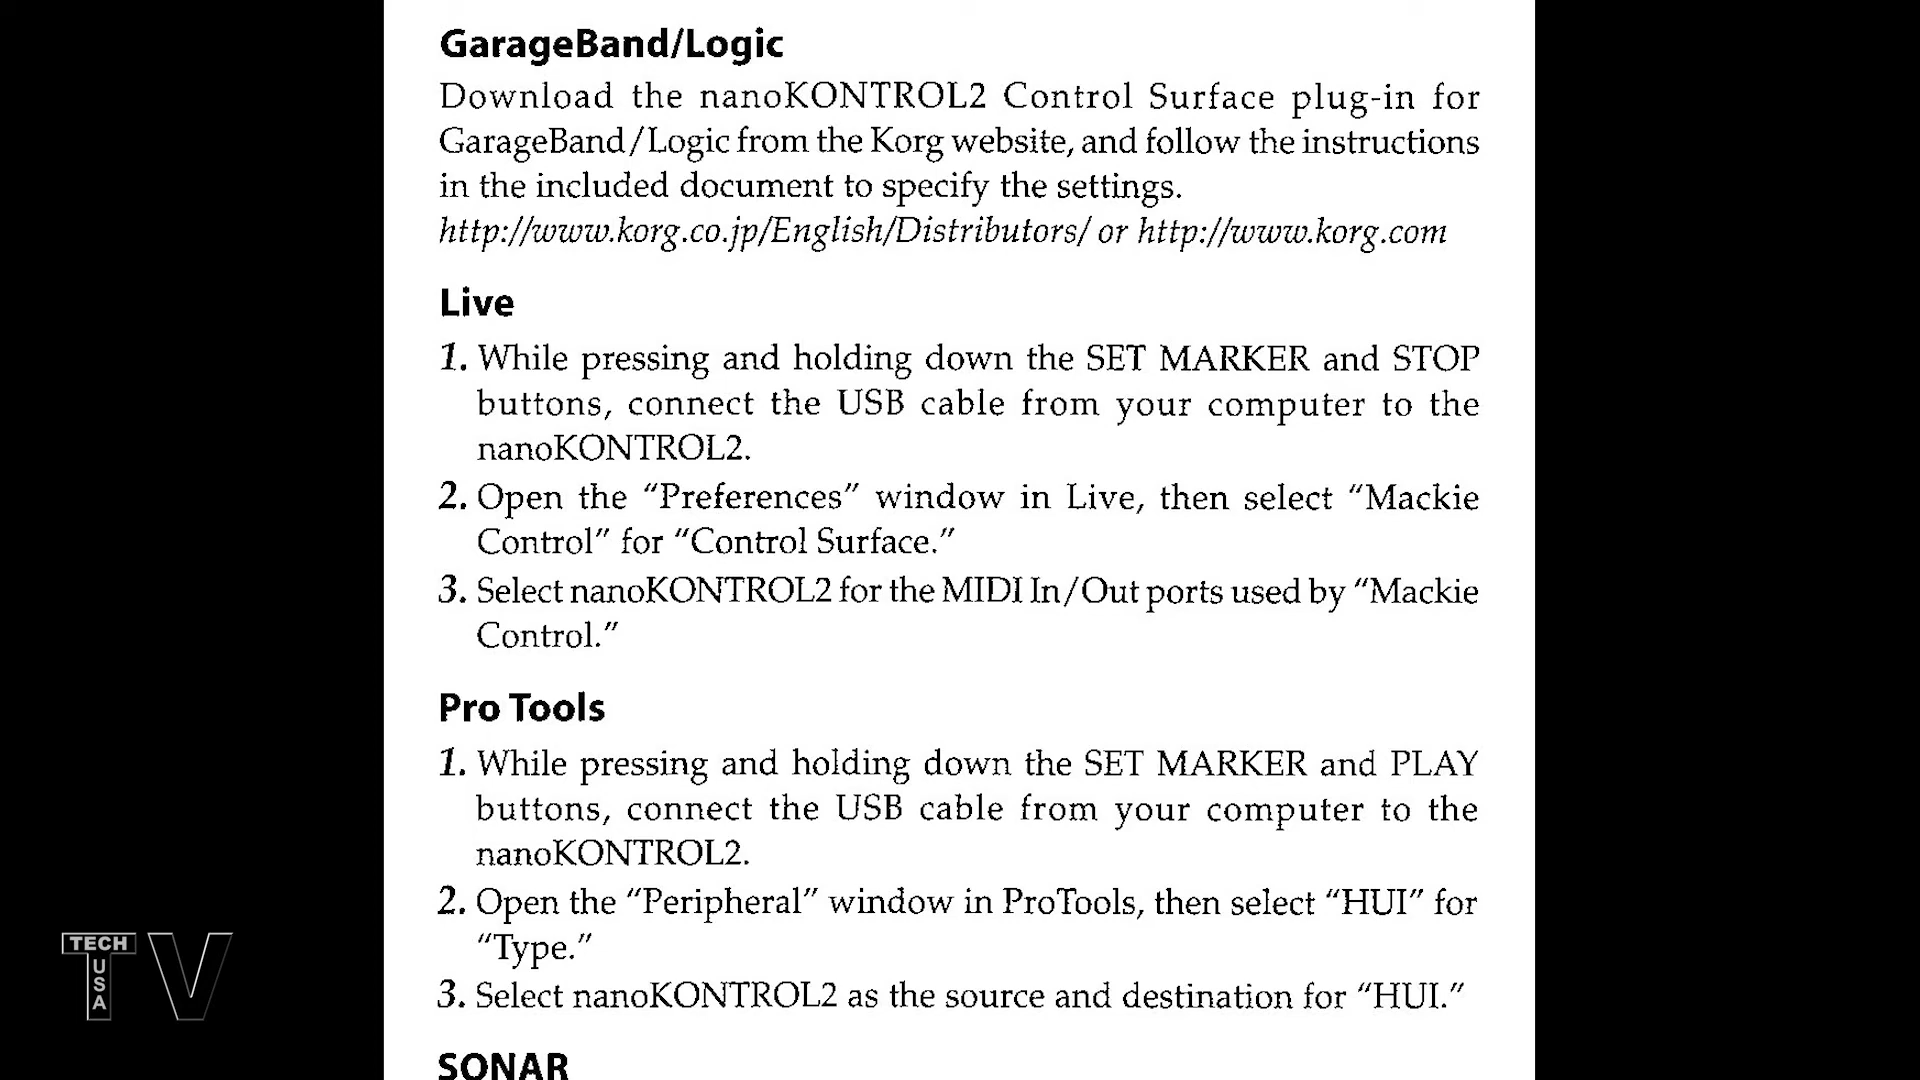 GarageBand/Logic
Download the nanoKONTROL2 Control Surface plug-in for
GarageBand/Logic from the Korg website, and follow the instructions
in the included document to specify the settings.
http://www.korg.co.jp/English/Distributors/ or http://www.korg.com
Live
1. While pressing and holding down the SET MARKER and STOP
buttons, connect the USB cable from your computer to the
nanoKONTROL2.
2. Open the “Preferences” window in Live, then select “Mackie
Control” for “Control Surface.”
3. Select nanoKONTROL2 for the MIDI In/Out ports used by “Mackie
Control.”
Pro Tools
1. While pressing and holding down the SET MARKER and PLAY
buttons, connect the USB cable from your computer to the
nanoKONTROL2.
2. Open the “Peripheral” window in ProTools, then select “HUI” for
“Type.”
3. Select nanoKONTROL2 as the source and destination for “HUI.”
SONAR
TECH
USA
TV